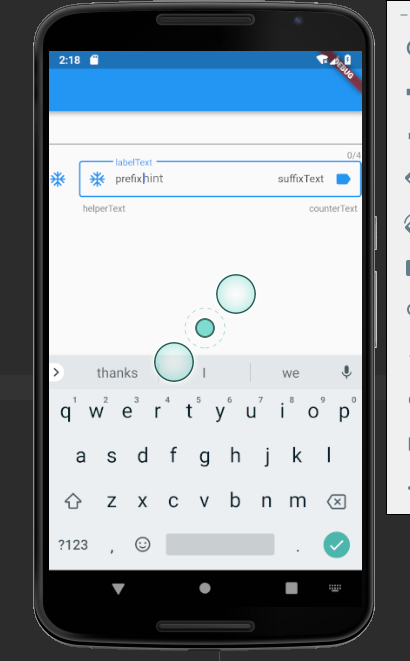 2:18
DEBUG
0/4
labelText
prefix hint suffixText
helperText counterText
thanks I we
1 2 3 4 5 6 7 8 9 0
q w e r t y u i o p
a s d f g h j k l
z x c v b n m
?123 , .